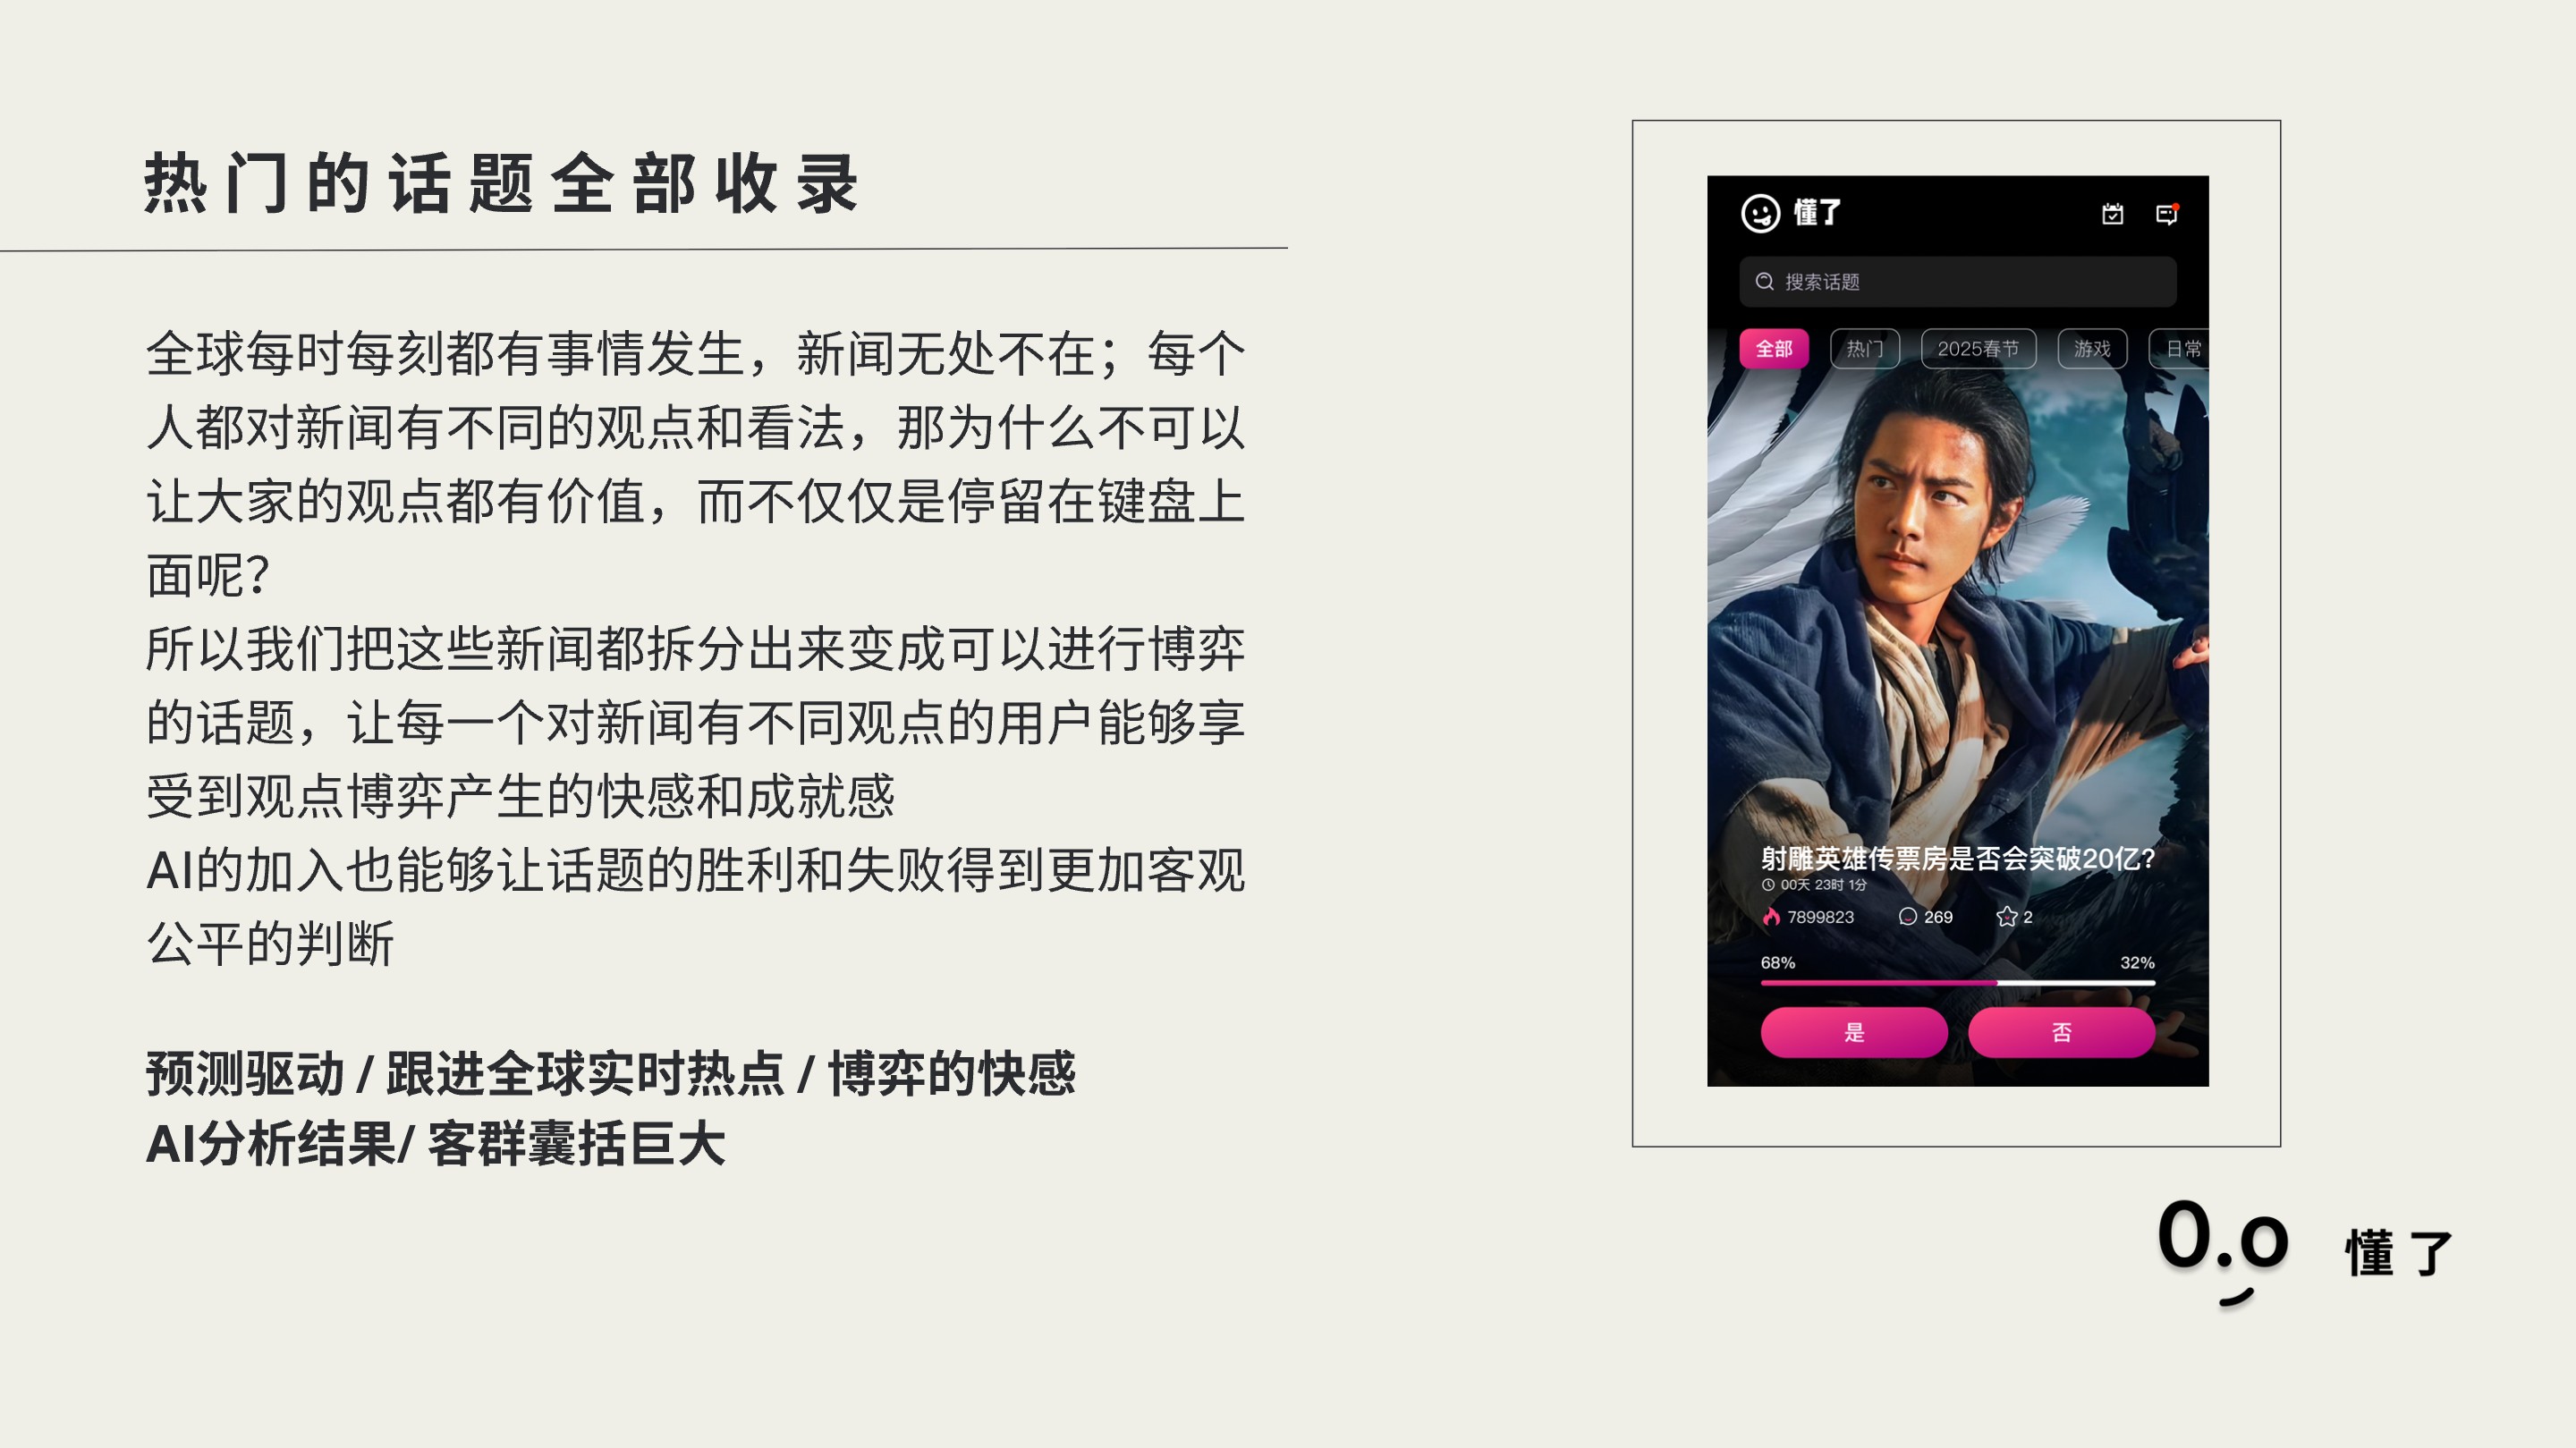 热门的话题全部收录
全球每时每刻都有事情发生，新闻无处不在；每个
人都对新闻有不同的观点和看法，那为什么不可以
让大家的观点都有价值，而不仅仅是停留在键盘上
面呢？
所以我们把这些新闻都拆分出来变成可以进行博弈
的话题，让每一个对新闻有不同观点的用户能够享
受到观点博弈产生的快感和成就感
AI的加入也能够让话题的胜利和失败得到更加客观
公平的判断
预测驱动 / 跟进全球实时热点 / 博弈的快感
AI分析结果/ 客群囊括巨大
懂了
搜索话题
全部 热门 2025春节 游戏 日常
射雕英雄传票房是否会突破20亿?
00天 23时 1分
7899823 269 2
68% 32%
是 否
0.o 懂了